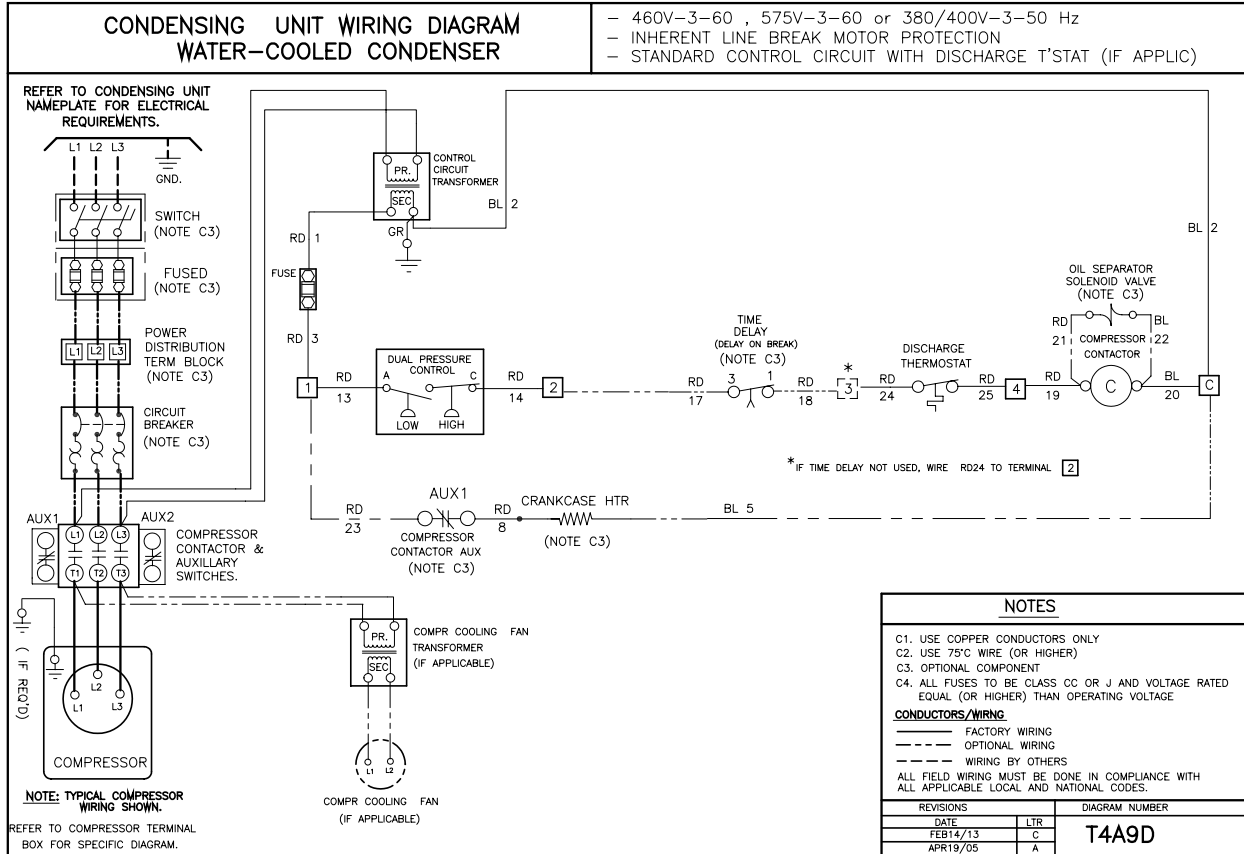 CONDENSING UNIT WIRING DIAGRAM
WATER-COOLED CONDENSER
- 460V-3-60 , 575V-3-60 or 380/400V-3-50 Hz
- INHERENT LINE BREAK MOTOR PROTECTION
- STANDARD CONTROL CIRCUIT WITH DISCHARGE T'STAT (IF APPLIC)
REFER TO CONDENSING UNIT
NAMEPLATE FOR ELECTRICAL
REQUIREMENTS.
L1 L2 L3
GND.
SWITCH
(NOTE C3)
FUSED
(NOTE C3)
POWER
DISTRIBUTION
TERM BLOCK
(NOTE C3)
L1 L2 L3
CIRCUIT
BREAKER
(NOTE C3)
AUX1
AUX2
L1 L2 L3
T1 T2 T3
COMPRESSOR
CONTACTOR &
AUXILLARY
SWITCHES.
( IF REQ'D)
L1 L2 L3
COMPRESSOR
NOTE: TYPICAL COMPRESSOR
WIRING SHOWN.
REFER TO COMPRESSOR TERMINAL
BOX FOR SPECIFIC DIAGRAM.
PR.
SEC
CONTROL
CIRCUIT
TRANSFORMER
GR
BL 2
BL 2
RD 1
FUSE
RD 3
1
RD
13
DUAL PRESSURE
CONTROL
A C
LOW HIGH
RD
14
2
RD
17
TIME
DELAY
(DELAY ON BREAK)
(NOTE C3)
3 1
RD
18
*
3
RD
24
DISCHARGE
THERMOSTAT
RD
25
4
RD
19
OIL SEPARATOR
SOLENOID VALVE
(NOTE C3)
RD
21
BL
22
COMPRESSOR
CONTACTOR
C
BL
20
C
*IF TIME DELAY NOT USED, WIRE RD24 TO TERMINAL 2
RD
23
AUX1
COMPRESSOR
CONTACTOR AUX
(NOTE C3)
RD
8
CRANKCASE HTR
(NOTE C3)
BL 5
PR.
SEC
COMPR COOLING FAN
TRANSFORMER
(IF APPLICABLE)
L1 L2
COMPR COOLING FAN
(IF APPLICABLE)
NOTES
C1. USE COPPER CONDUCTORS ONLY
C2. USE 75°C WIRE (OR HIGHER)
C3. OPTIONAL COMPONENT
C4. ALL FUSES TO BE CLASS CC OR J AND VOLTAGE RATED
EQUAL (OR HIGHER) THAN OPERATING VOLTAGE
CONDUCTORS/WIRNG
FACTORY WIRING
OPTIONAL WIRING
WIRING BY OTHERS
ALL FIELD WIRING MUST BE DONE IN COMPLIANCE WITH
ALL APPLICABLE LOCAL AND NATIONAL CODES.
REVISIONS
DIAGRAM NUMBER
DATE LTR
FEB14/13 C
APR19/05 A
T4A9D